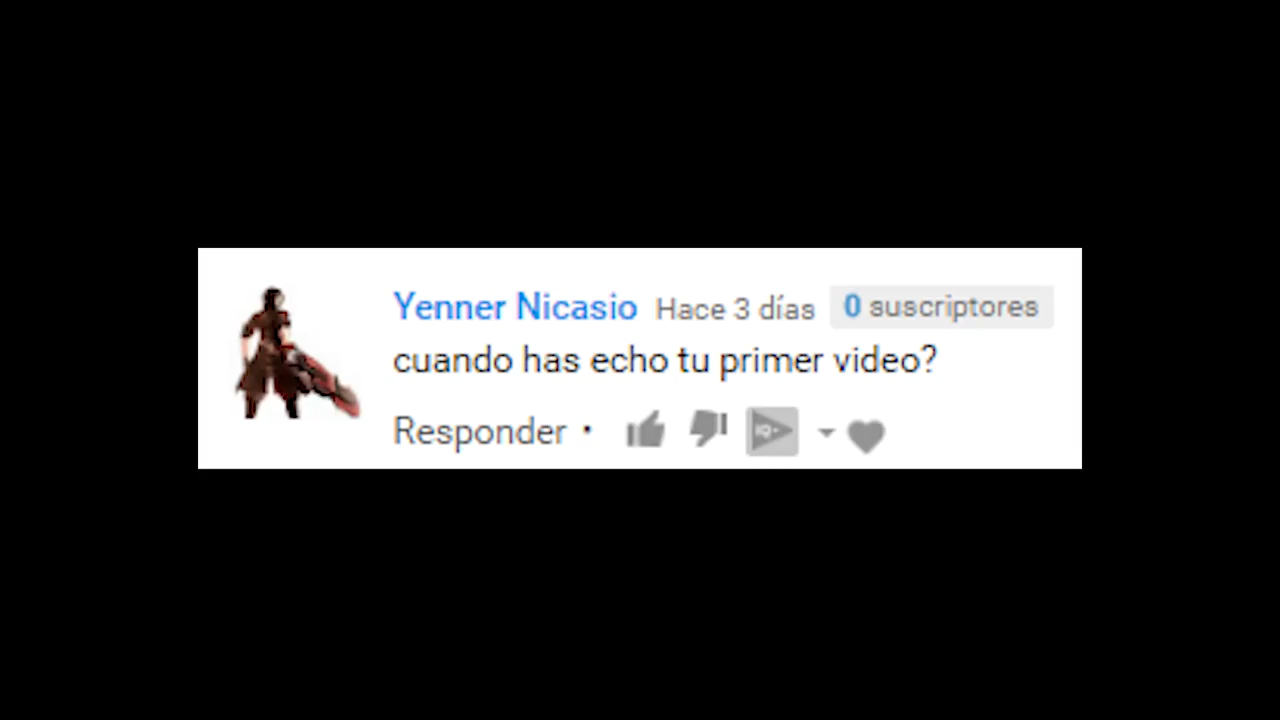 Yenner Nicasio Hace 3 días 0 suscriptores
cuando has echo tu primer video?
Responder ·